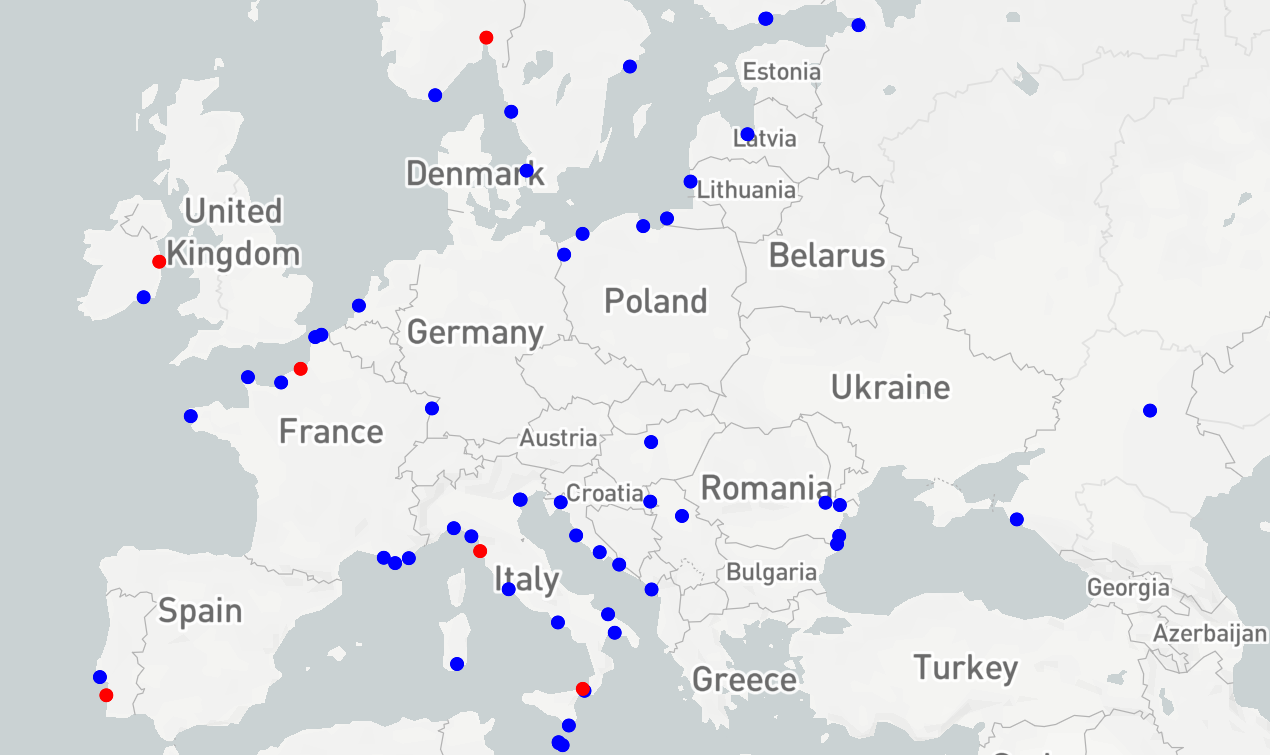 Estonia
Latvia
Denmark
Lithuania
United
Kingdom
Belarus
Poland
Germany
Ukraine
France
Austria
Croatia
Romania
Italy
Bulgaria
Georgia
Spain
Azerbaijan
Turkey
Greece